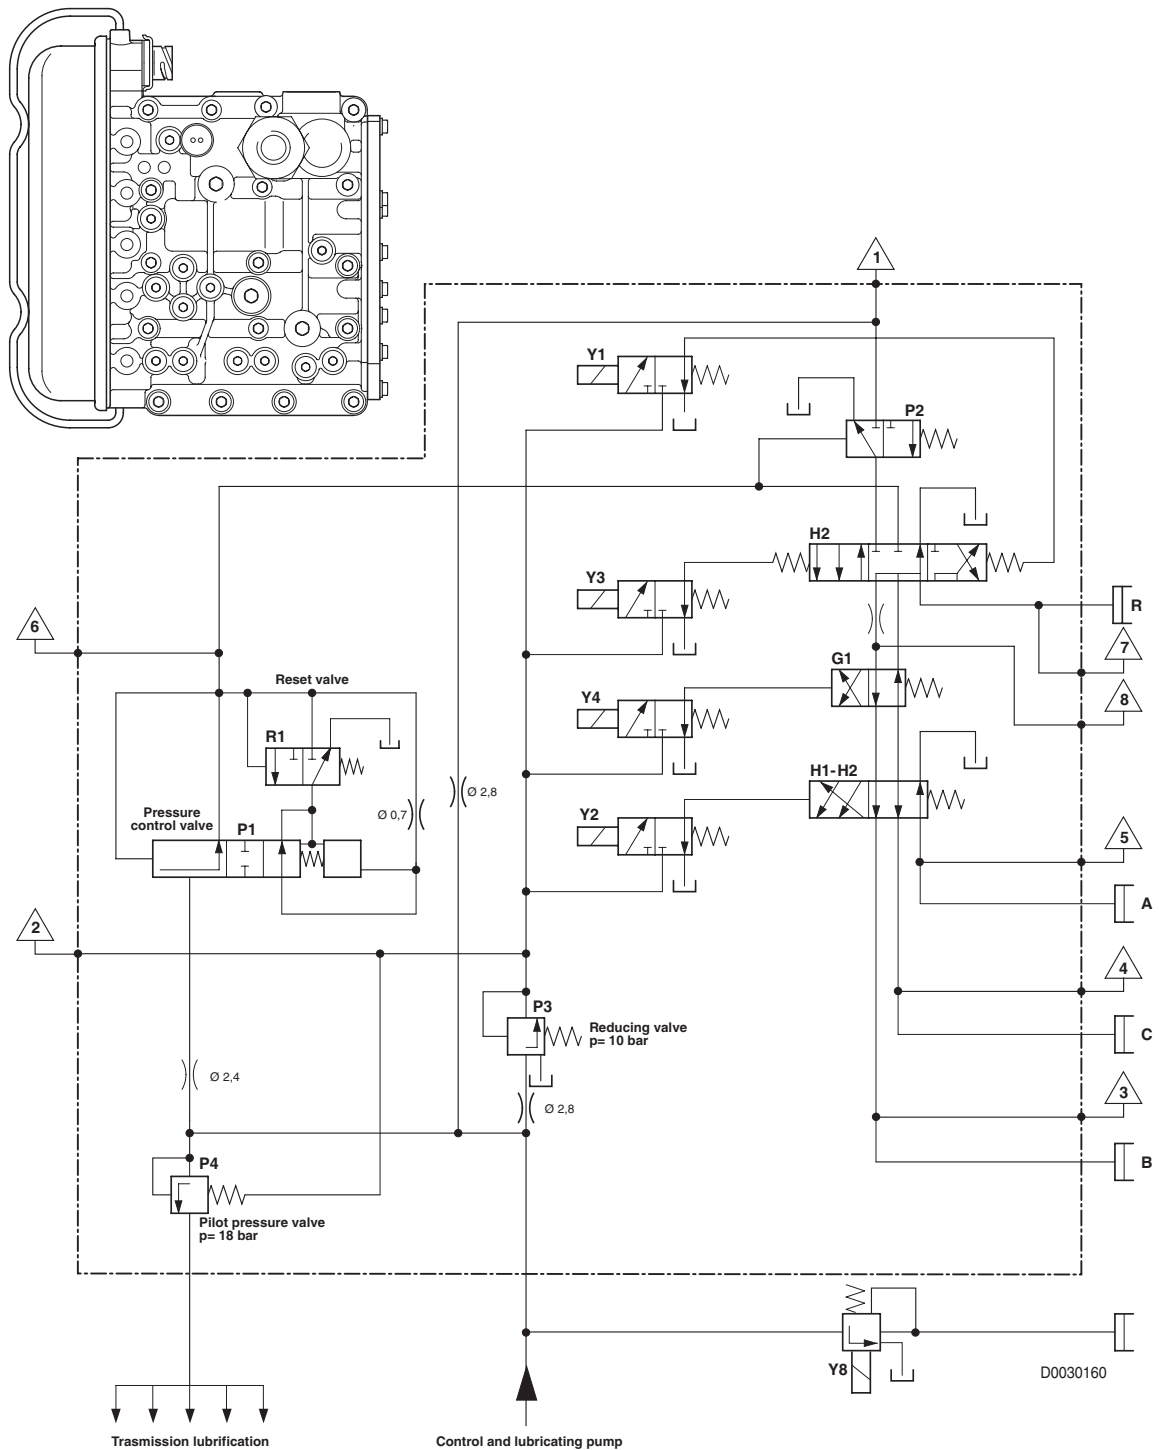 1
Y1
P2
H2
Y3
R
6
7
G1
Reset valve
Y4
8
R1
H1-H2
Ø 2,8
Pressure
control valve
Ø 0,7
Y2
P1
5
A
2
4
P3
Reducing valve
p= 10 bar
C
Ø 2,4
3
Ø 2,8
P4
B
Pilot pressure valve
p= 18 bar
Y8
D0030160
Trasmission lubrification
Control and lubricating pump